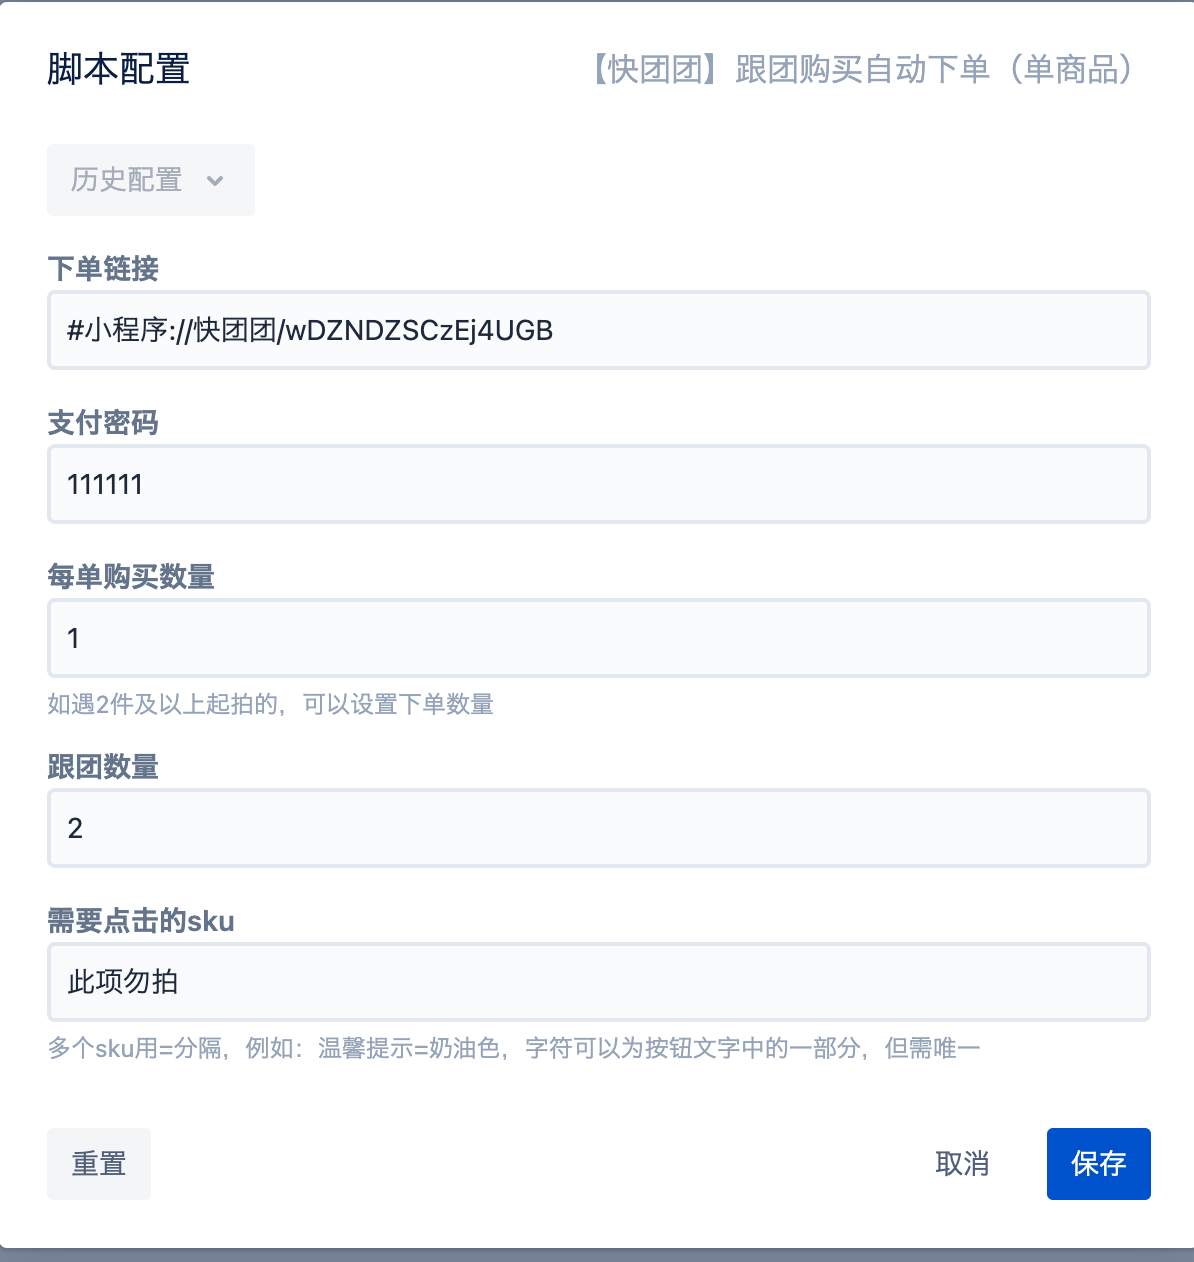 脚本配置
【快团团】跟团购买自动下单（单商品）
历史配置
下单链接
#小程序://快团团/wDZNDZSCzEj4UGB
支付密码
111111
每单购买数量
1
如遇2件及以上起拍的，可以设置下单数量
跟团数量
2
需要点击的sku
此项勿拍
多个sku用=分隔，例如：温馨提示=奶油色，字符可以为按钮文字中的一部分，但需唯一
重置
取消
保存